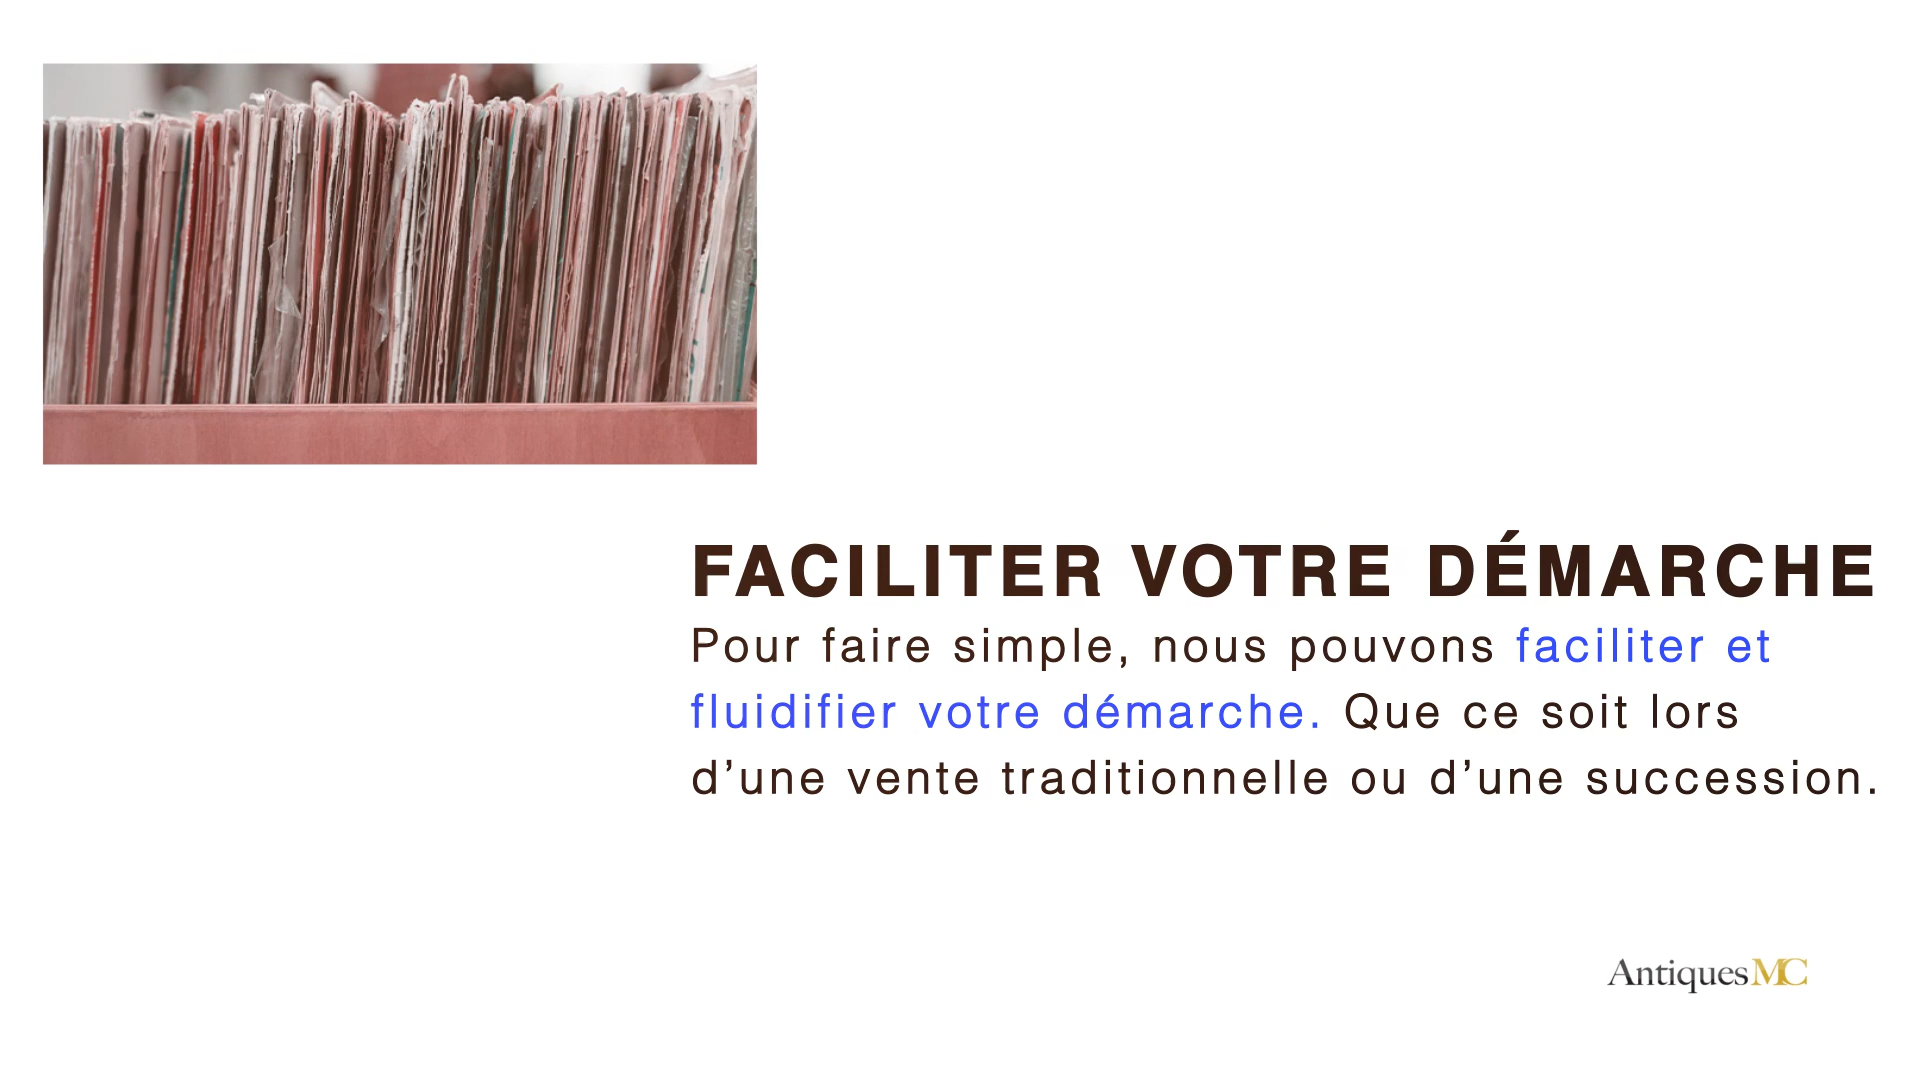 FACILITER VOTRE DÉMARCHE
Pour faire simple, nous pouvons faciliter et
fluidifier votre démarche. Que ce soit lors
d’une vente traditionnelle ou d’une succession.
AntiquesMC